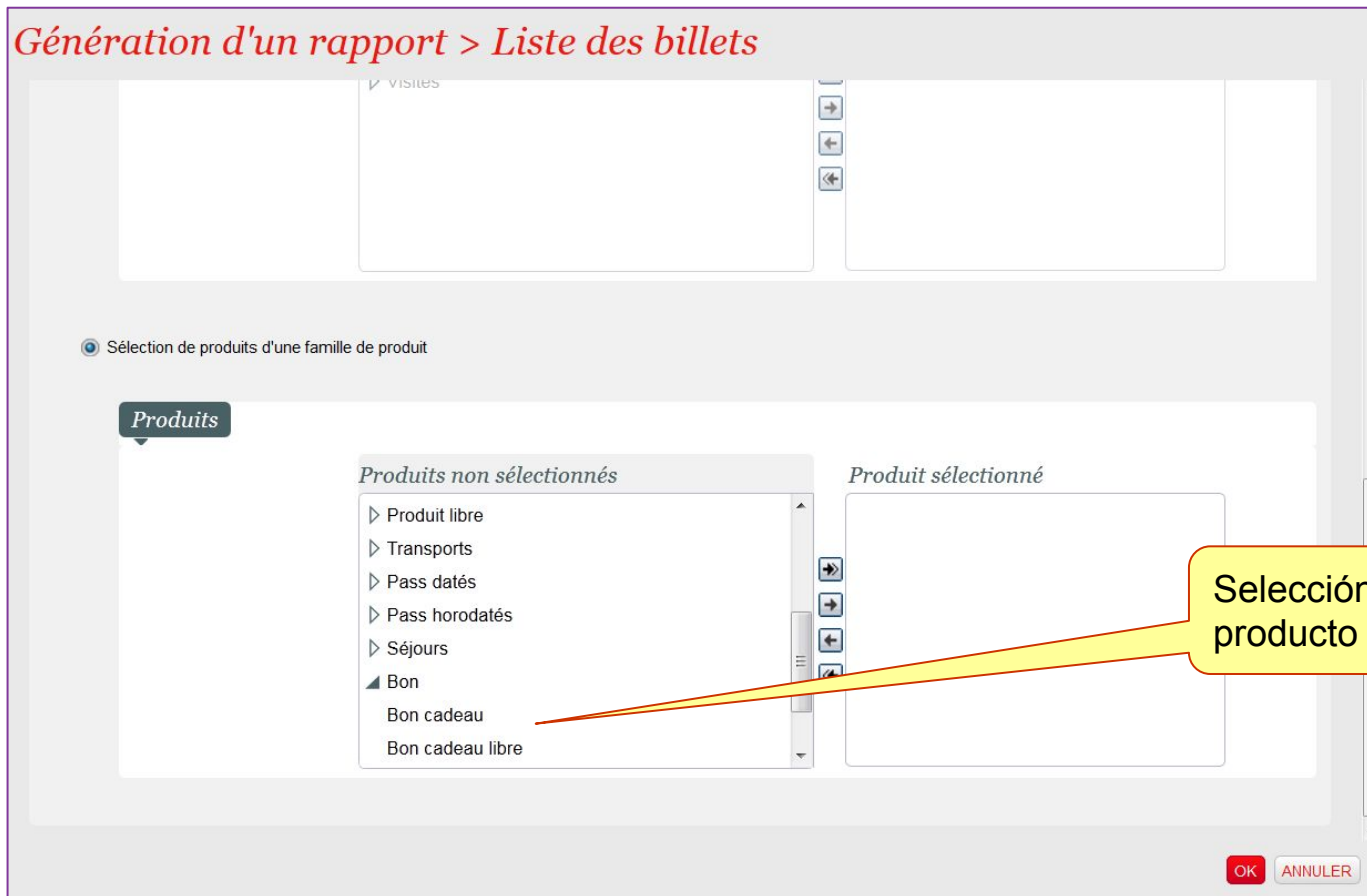 Génération d'un rapport > Liste des billets
Visites
Sélection de produits d'une famille de produit
Produits
Produits non sélectionnés
Produit sélectionné
Produit libre
Transports
Pass datés
Pass horodatés
Séjours
Bon
Bon cadeau
Bon cadeau libre
Selección
producto
OK
ANNULER